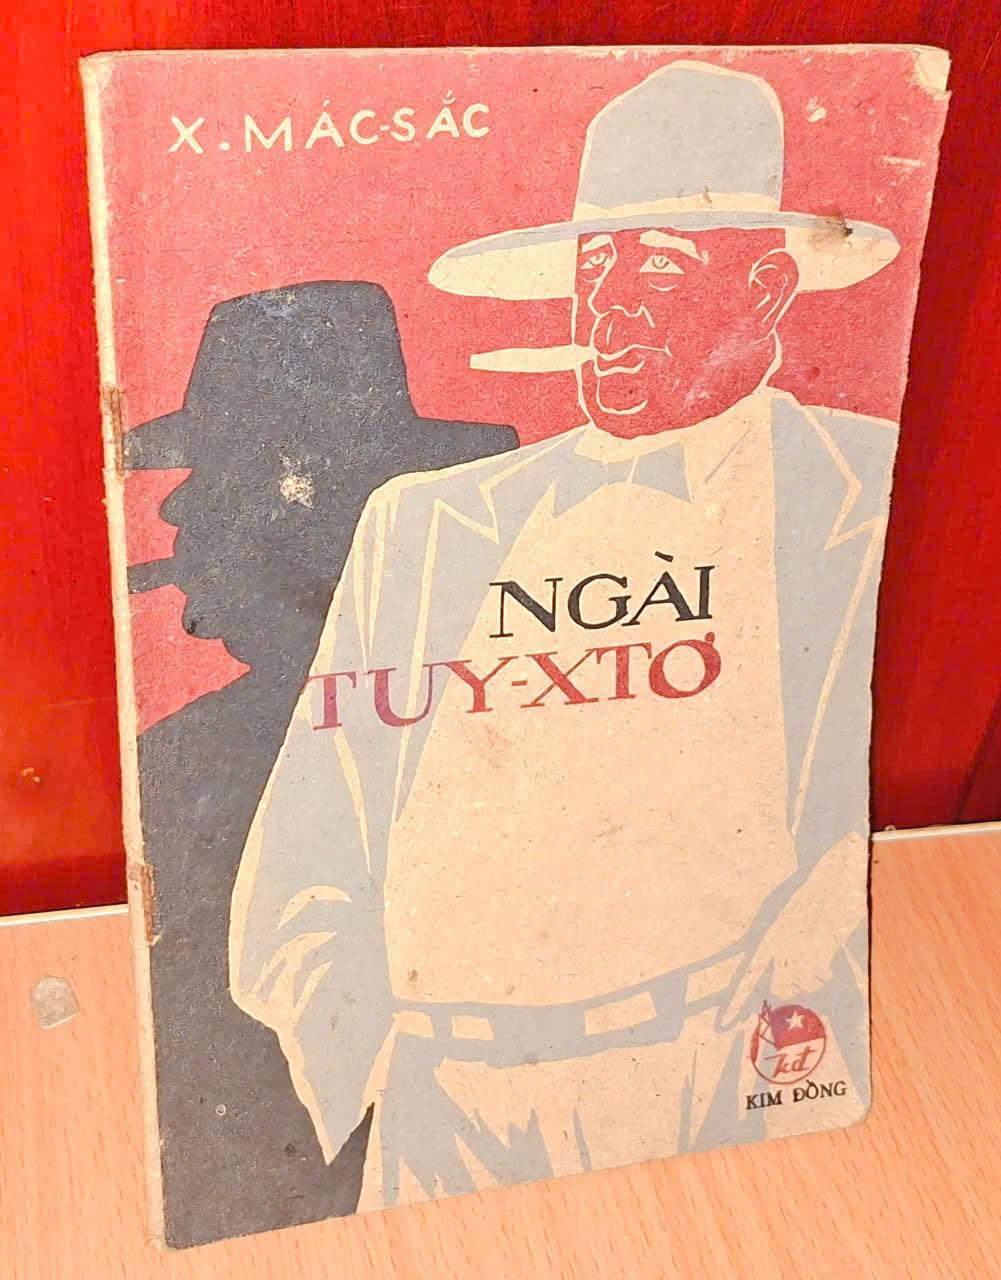 X. MÁC-SẮC
NGÀI
TUY-XTƠ
kđ
KIM ĐỒNG